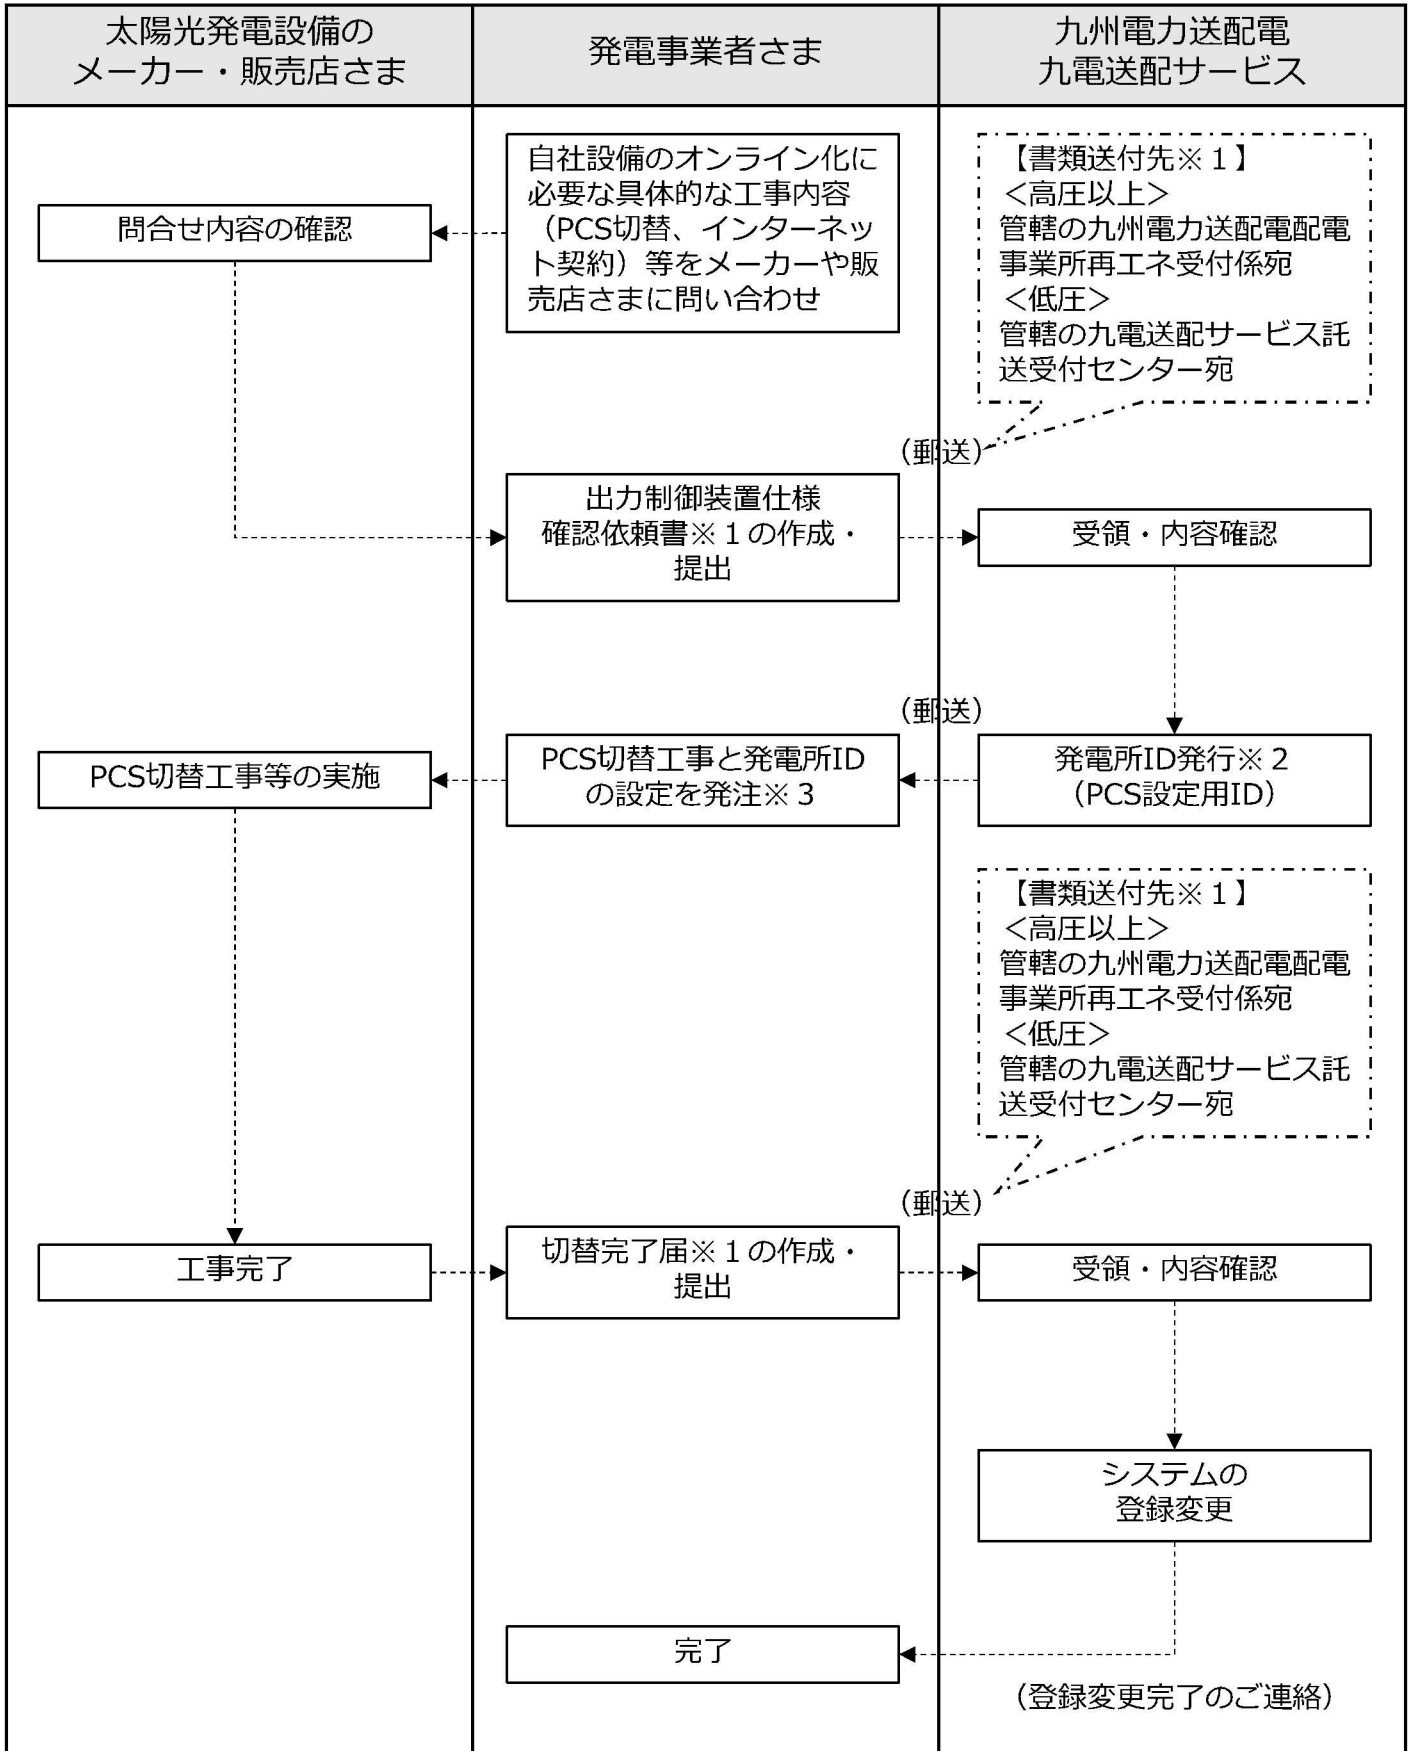 太陽光発電設備の
メーカー・販売店さま
発電事業者さま
九州電力送配電
九電送配サービス
自社設備のオンライン化に
必要な具体的な工事内容
（PCS切替、インターネッ
ト契約）等をメーカーや販
売店さまに問い合わせ
問合せ内容の確認
【書類送付先※１】
＜高圧以上＞
管轄の九州電力送配電配電
事業所再エネ受付係宛
＜低圧＞
管轄の九電送配サービス託
送受付センター宛
（郵送）
出力制御装置仕様
確認依頼書※１の作成・
提出
受領・内容確認
（郵送）
発電所ID発行※２
（PCS設定用ID）
PCS切替工事と発電所ID
の設定を発注※３
PCS切替工事等の実施
【書類送付先※１】
＜高圧以上＞
管轄の九州電力送配電配電
事業所再エネ受付係宛
＜低圧＞
管轄の九電送配サービス託
送受付センター宛
（郵送）
工事完了
切替完了届※１の作成・
提出
受領・内容確認
システムの
登録変更
完了
（登録変更完了のご連絡）